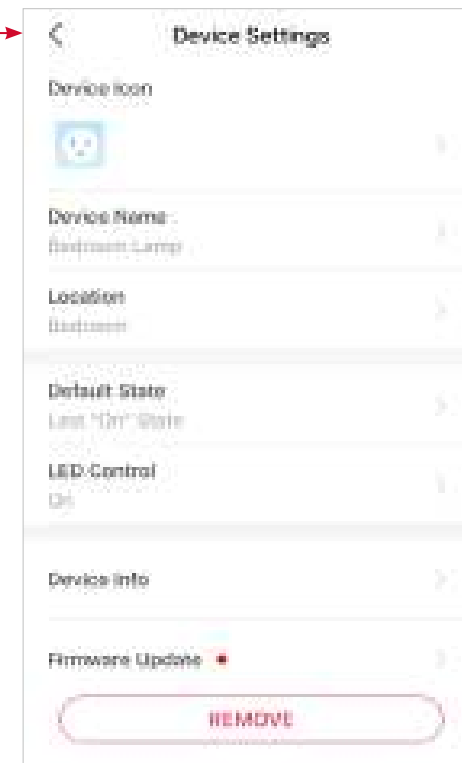 Device Settings
Device Icon
Device Name
Bedroom Lamp
Location
Bedroom
Default State
Last "On" State
LED Control
On
Device Info
Firmware Update
REMOVE